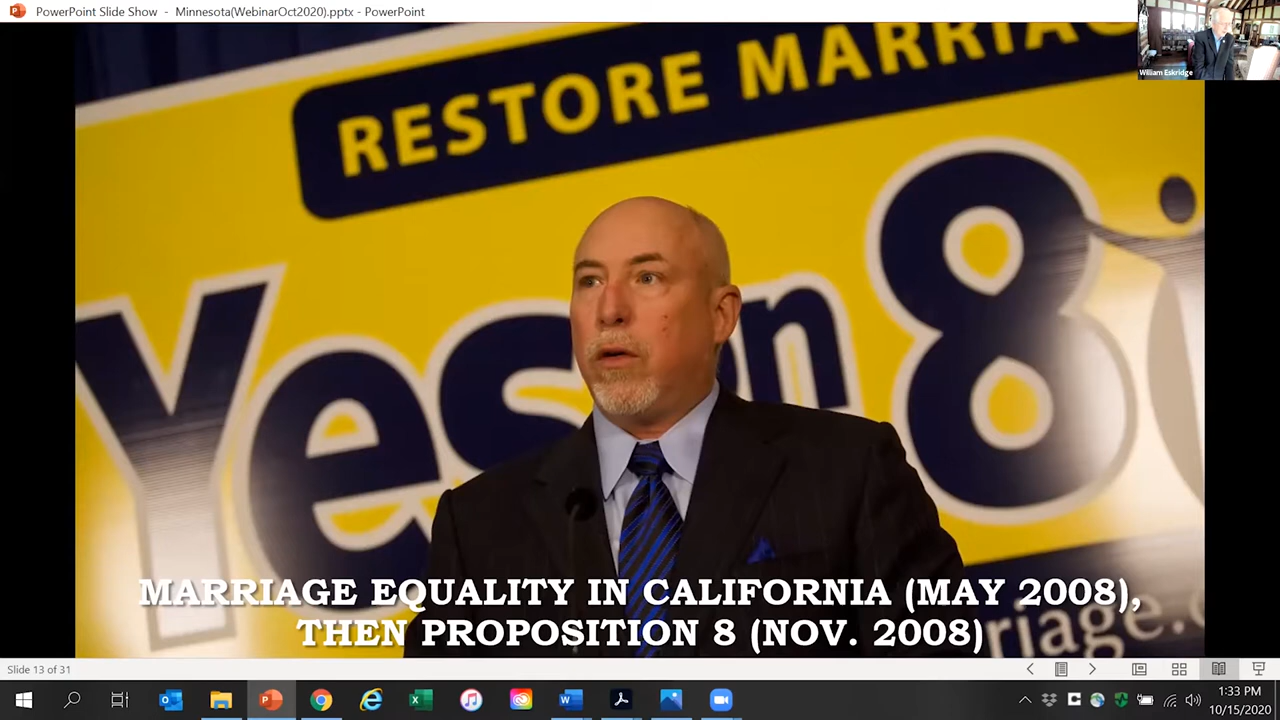 PowerPoint Slide Show - Minnesota(WebinarOct2020).pptx - PowerPoint
William Eskridge
RESTORE MARRIAG
Yes on 8
MARRIAGE EQUALITY IN CALIFORNIA (MAY 2008),
THEN PROPOSITION 8 (NOV. 2008)
riage.
Slide 13 of 31
1:33 PM
10/15/2020